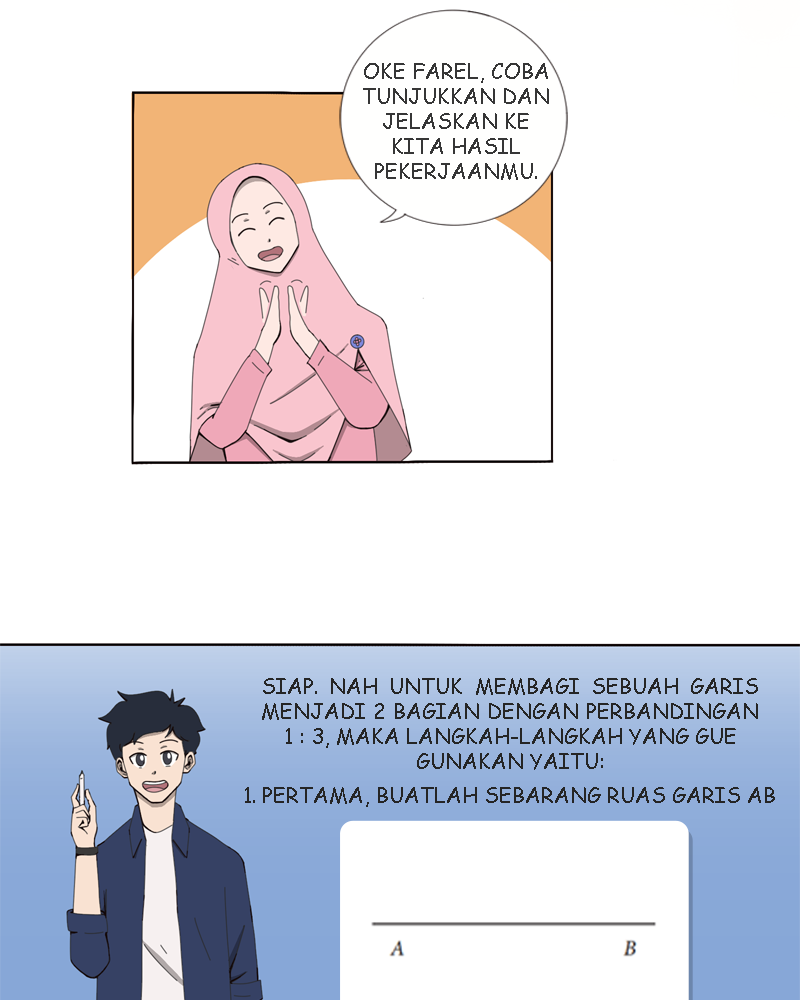 OKE FAREL, COBA
TUNJUKKAN DAN
JELASKAN KE
KITA HASIL
PEKERJAANMU.
SIAP. NAH UNTUK MEMBAGI SEBUAH GARIS
MENJADI 2 BAGIAN DENGAN PERBANDINGAN
1 : 3, MAKA LANGKAH-LANGKAH YANG GUE
GUNAKAN YAITU:
1. PERTAMA, BUATLAH SEBARANG RUAS GARIS AB
A B